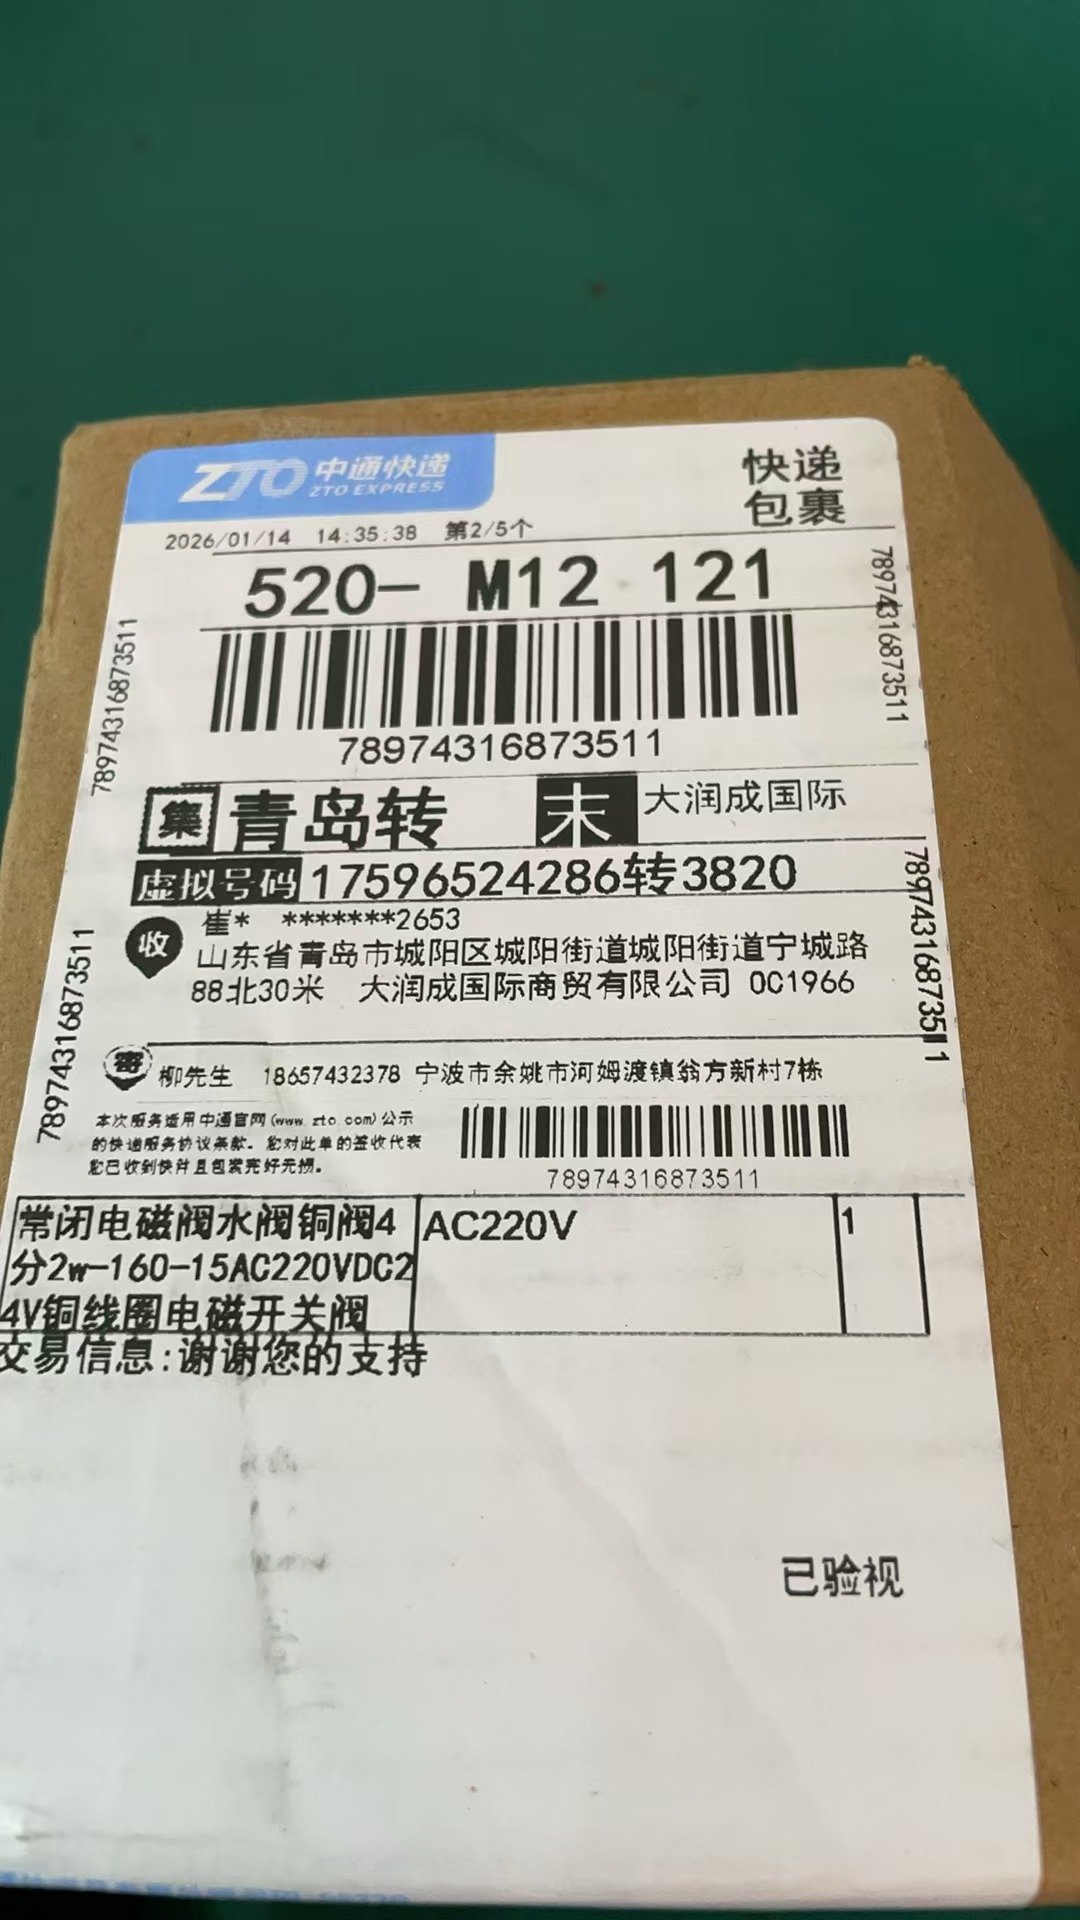 ZTO 中通快递
ZTO EXPRESS
快递
包裹
2026/01/14 14:35:38 第2/5个
520- M12 121
78974316873511
78974316873511
78974316873511
集 青岛转 末 大润成国际
虚拟号码 17596524286转3820
收 崔* *******2653
山东省青岛市城阳区城阳街道城阳街道宁城路
88北30米 大润成国际商贸有限公司 OC1966
78974316873511
78974316873511
寄 柳先生 18657432378 宁波市余姚市河姆渡镇翁方新村7栋
本次服务适用中通官网(www.zto.com)公示
的快递服务协议条款。您对此单的签收代表
您已收到快件且包裹完好无损。
78974316873511
常闭电磁阀水阀铜阀4 AC220V 1
分2w-160-15AC220VDC2
4V铜线圈电磁开关阀
交易信息:谢谢您的支持
已验视